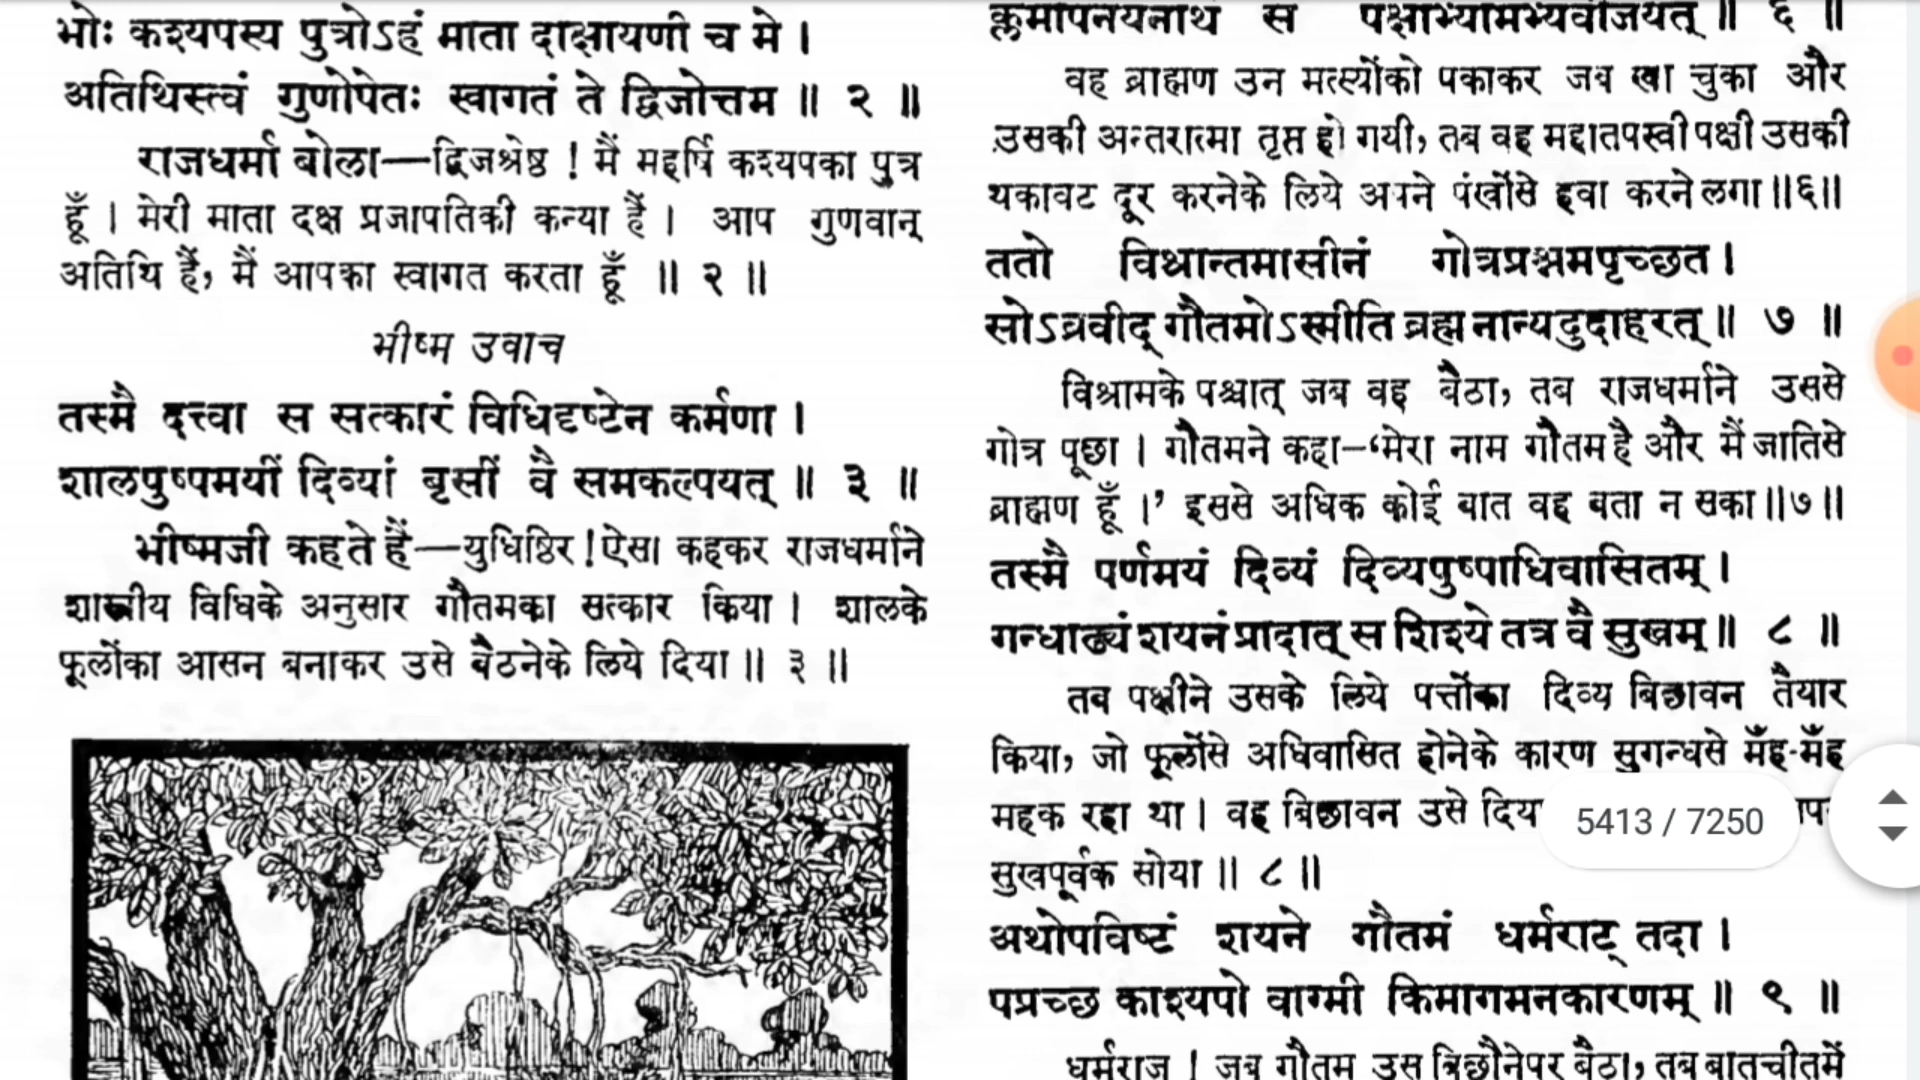 भोः कश्यपस्य पुत्रोऽहं माता दाक्षायणी च मे ।
अतिथिस्त्वं गुणोपेतः स्वागतं ते द्विजोत्तम ॥ २ ॥
राजधर्मा बोला—द्विजश्रेष्ठ ! मैं महर्षि कश्यपका पुत्र
हूँ । मेरी माता दक्ष प्रजापतिकी कन्या हैं । आप गुणवान्
अतिथि हैं, मैं आपका स्वागत करता हूँ ॥ २ ॥
भीष्म उवाच
तस्मै दत्त्वा स सत्कारं विधिदृष्टेन कर्मणा ।
शालपुष्पमयीं दिव्यां बृसीं वै समकल्पयत् ॥ ३ ॥
भीष्मजी कहते हैं—युधिष्ठिर ! ऐसा कहकर राजधर्माने
शास्त्रीय विधिके अनुसार गौतमका सत्कार किया । शालके
फूलोंका आसन बनाकर उसे बैठनेके लिये दिया ॥ ३ ॥
क्लमापनयनार्थं स पक्षाभ्यामभ्यवीजयत् ॥ ६ ॥
वह ब्राह्मण उन मत्स्योंको पकाकर जब खा चुका और
उसकी अन्तरात्मा तृप्त हो गयी, तब वह महातपस्वी पक्षी उसकी
थकावट दूर करनेके लिये अपने पंखोंसे हवा करने लगा ॥६॥
ततो विश्रान्तमासीनं गोत्रप्रश्नमपृच्छत ।
सोऽब्रवीद् गौतमोऽस्मीति ब्रह्म नान्यदुदाहरत् ॥ ७ ॥
विश्रामके पश्चात् जब वह बैठा, तब राजधर्माने उससे
गोत्र पूछा । गौतमने कहा—‘मेरा नाम गौतम है और मैं जातिसे
ब्राह्मण हूँ ।’ इससे अधिक कोई बात वह बता न सका ॥७॥
तस्मै पर्णमयं दिव्यं दिव्यपुष्पाधिवासितम् ।
गन्धाढ्यं शयनं प्रादात् स शिश्ये तत्र वै सुखम् ॥ ८ ॥
तब पक्षीने उसके लिये पत्तोंका दिव्य बिछावन तैयार
किया, जो फूलोंसे अधिवासित होनेके कारण सुगन्धसे मँह-मँह
महक रहा था । वह बिछावन उसे
सुखपूर्वक सोया ॥ ८ ॥
5413 / 7250
अथोपविष्टं शयने गौतमं धर्मराट् तदा ।
पप्रच्छ काश्यपो वाग्मी किमागमनकारणम् ॥ ९ ॥
धर्मराज ! जब गौतम उस बिछौनेपर बैठा, तब बातचीतमें